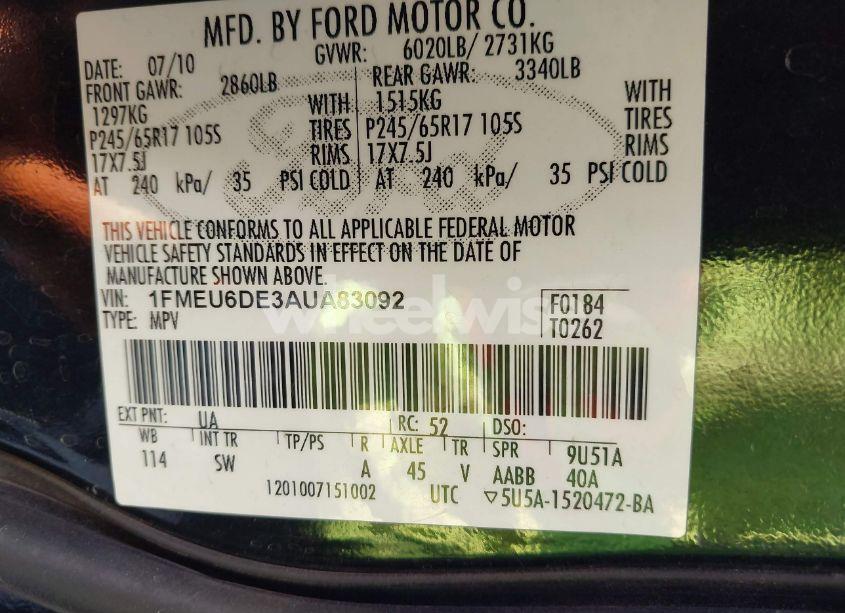 MFD. BY FORD MOTOR CO.
DATE: 07/10 GVWR: 6020LB/ 2731KG
FRONT GAWR: 2860LB REAR GAWR: 3340LB
1297KG WITH 1515KG WITH
P245/65R17 105S TIRES P245/65R17 105S TIRES
17X7.5J RIMS 17X7.5J RIMS
AT 240 kPa/ 35 PSI COLD AT 240 kPa/ 35 PSI COLD
THIS VEHICLE CONFORMS TO ALL APPLICABLE FEDERAL MOTOR
VEHICLE SAFETY STANDARDS IN EFFECT ON THE DATE OF
MANUFACTURE SHOWN ABOVE.
VIN: 1FMEU6DE3AUA83092 F0184
TYPE: MPV T0262
wheelwis
EXT PNT: UA RC: 52 DSO:
WB INT TR TP/PS R AXLE TR SPR 9U51A
114 SW A 45 V AABB 40A
1201007151002 UTC ▽5U5A-1520472-BA